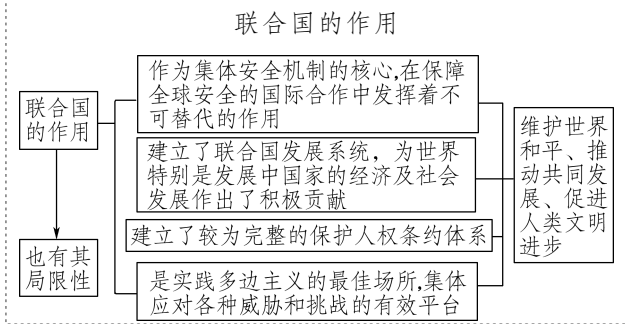 联合国的作用
联合国
的作用
也有其
局限性
作为集体安全机制的核心,在保障
全球安全的国际合作中发挥着不
可替代的作用
建立了联合国发展系统，为世界
特别是发展中国家的经济及社会
发展作出了积极贡献
建立了较为完整的保护人权条约体系
是实践多边主义的最佳场所,集体
应对各种威胁和挑战的有效平台
维护世界
和平、推
动共同发
展、促进
人类文明
进步